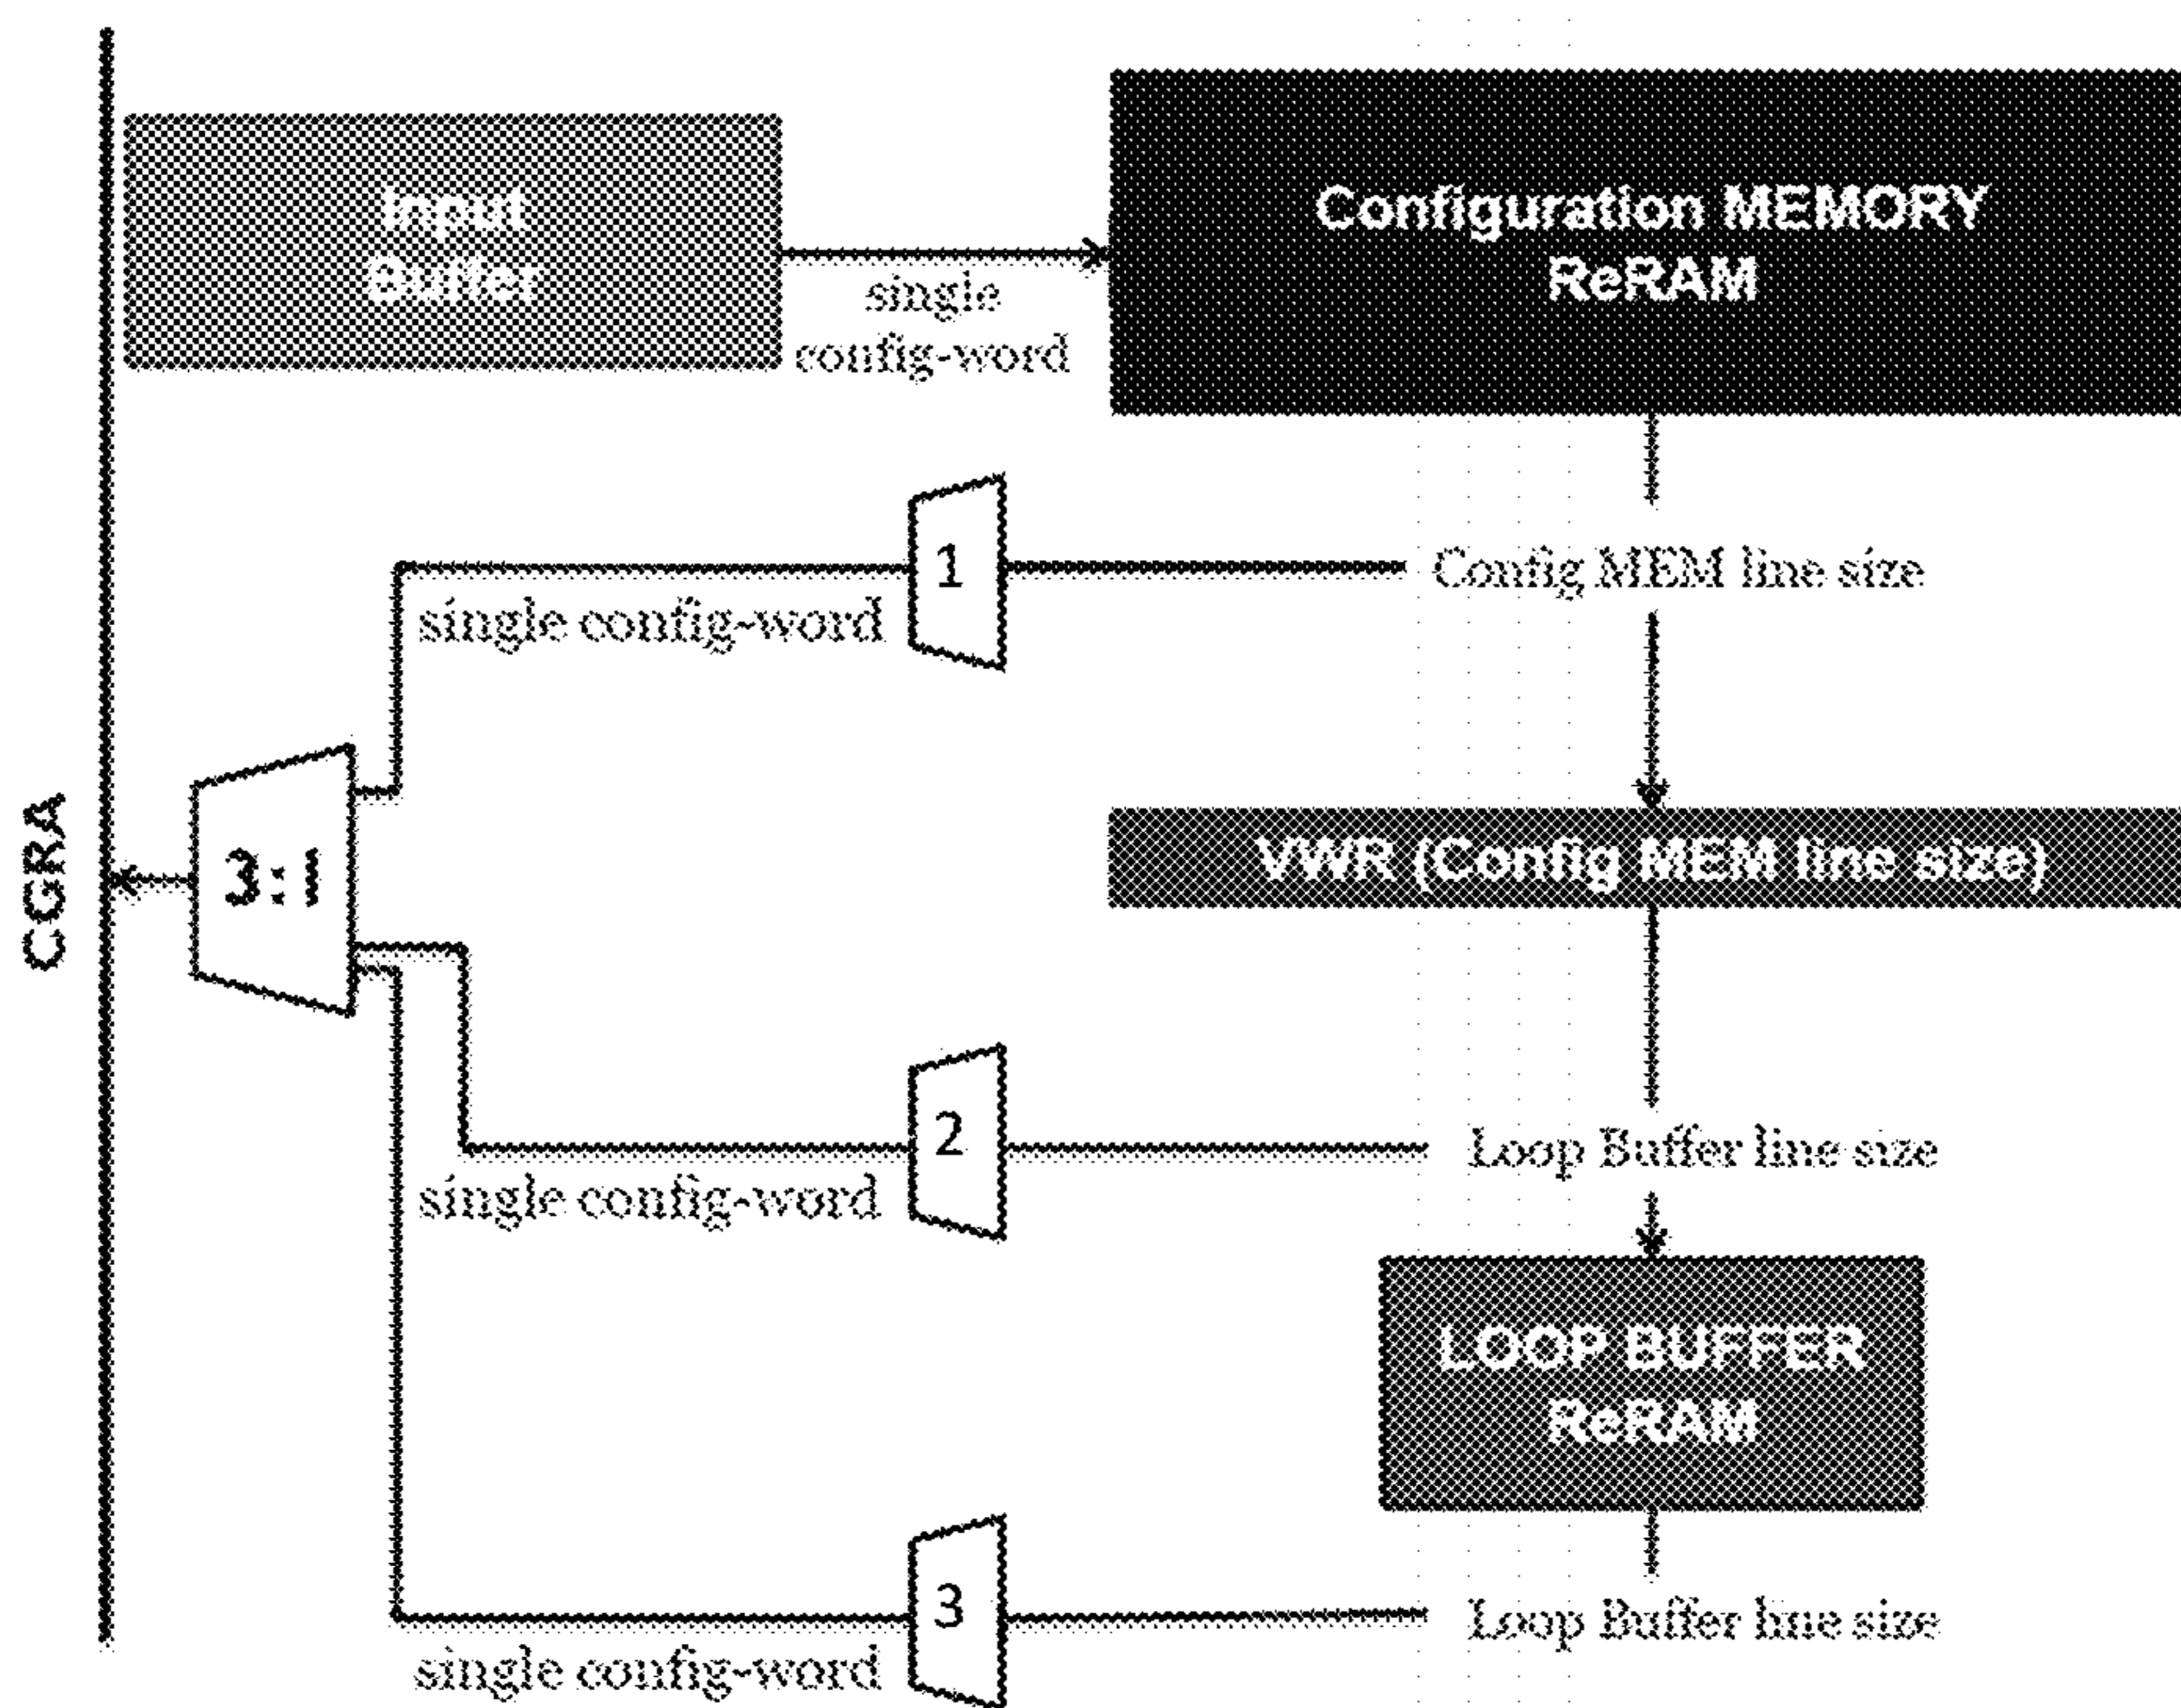 Input
Buffer
single
config-word
Configuration MEMORY
ReRAM
1
Config MEM line size
single config-word
CGRA
3:1
VWR (Config MEM line size)
2
Loop Buffer line size
single config-word
LOOP BUFFER
ReRAM
3
Loop Buffer line size
single config-word